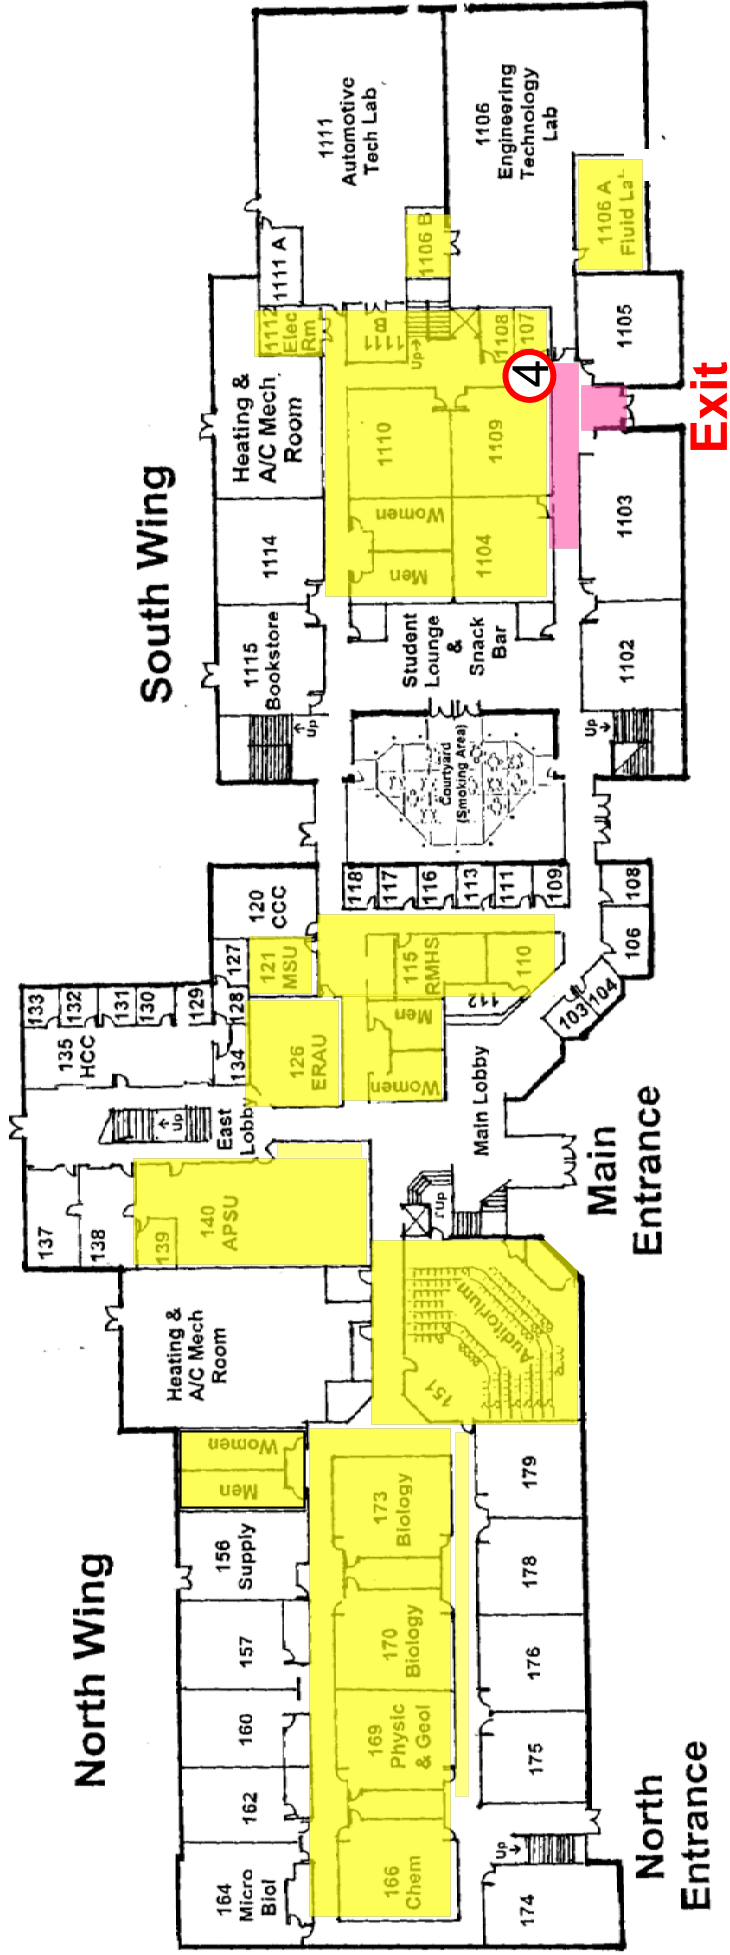 South Wing
1111
Automotive
Tech Lab
1106
Engineering
Technology
Lab
1106 A
Fluid La
1106 B
1111 A
1112
Elec
Rm
1111
B
Up
1108
107
4
1105
Exit
Heating &
A/C Mech.
Room
1110
1109
Women
Men
1104
1103
1114
1115
Bookstore
Student
Lounge
&
Snack
Bar
1102
Up
Up
Courtyard
(Smoking Area)
118
117
116
113
111
109
108
106
104
103
120
CCC
127
121
MSU
128
115
RMHS
110
112
133
132
131
130
129
135
HCC
134
126
ERAU
Men
Women
Up
East
Lobby
Main Lobby
Main
Entrance
Up
137
138
139
140
APSU
Heating &
A/C Mech
Room
151
Auditorium
North Wing
Women
Men
156
Supply
157
160
162
164
Micro
Biol
173
Biology
170
Biology
169
Physic
& Geol
166
Chem
179
178
176
175
Up
174
North
Entrance